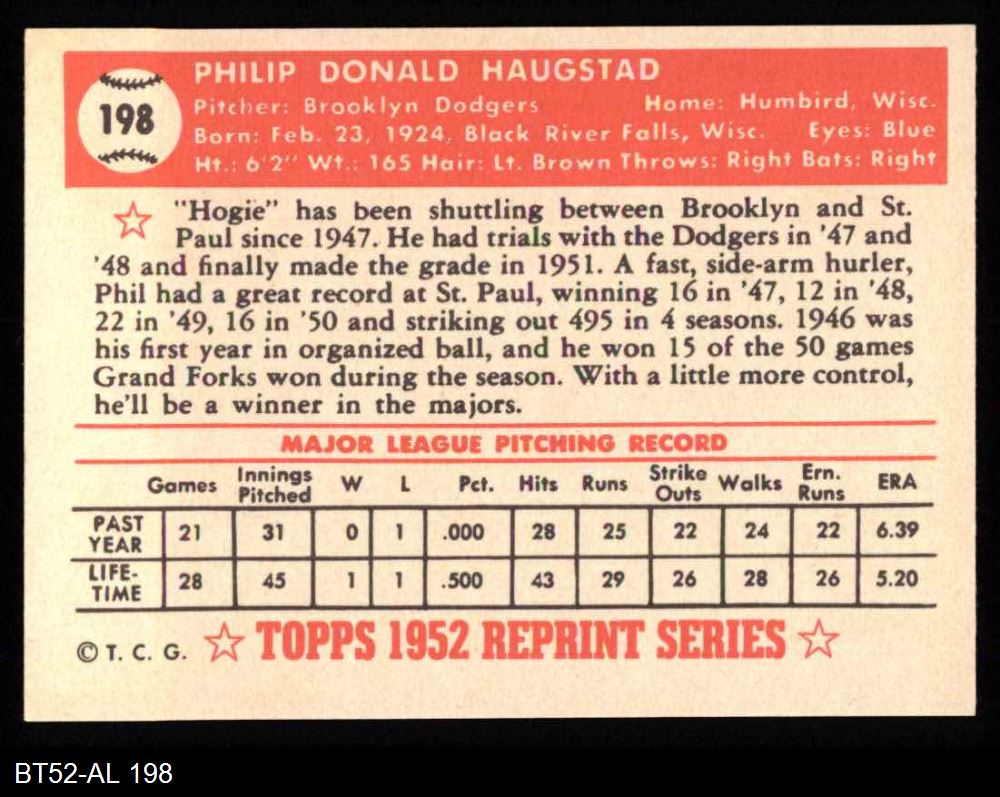 198
PHILIP DONALD HAUGSTAD
Pitcher: Brooklyn Dodgers Home: Humbird, Wisc.
Born: Feb. 23, 1924, Black River Falls, Wisc. Eyes: Blue
Ht.: 6'2" Wt.: 165 Hair: Lt. Brown Throws: Right Bats: Right
"Hogie" has been shuttling between Brooklyn and St.
Paul since 1947. He had trials with the Dodgers in '47 and
'48 and finally made the grade in 1951. A fast, side-arm hurler,
Phil had a great record at St. Paul, winning 16 in '47, 12 in '48,
22 in '49, 16 in '50 and striking out 495 in 4 seasons. 1946 was
his first year in organized ball, and he won 15 of the 50 games
Grand Forks won during the season. With a little more control,
he'll be a winner in the majors.
MAJOR LEAGUE PITCHING RECORD
Games Innings Pitched W L Pct. Hits Runs Strike Outs Walks Ern. Runs ERA
PAST YEAR 21 31 0 1 .000 28 25 22 24 22 6.39
LIFE-TIME 28 45 1 1 .500 43 29 26 28 26 5.20
© T. C. G. ☆ TOPPS 1952 REPRINT SERIES ☆
BT52-AL 198